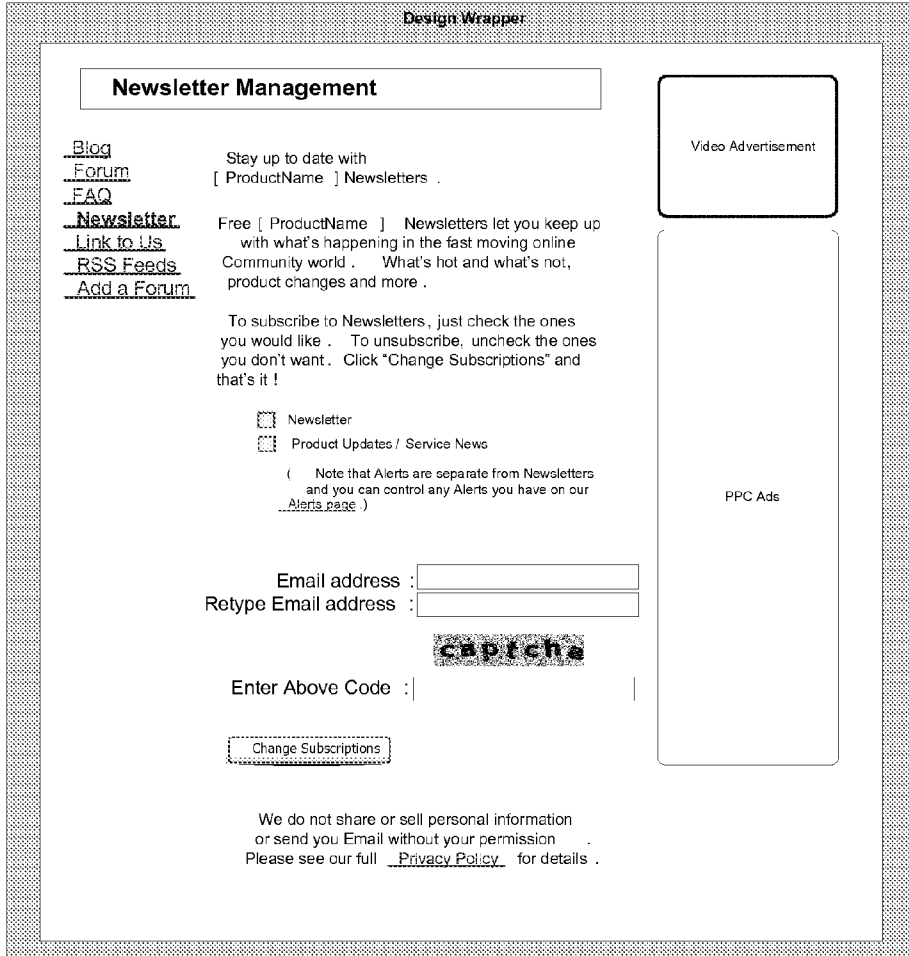 Design Wrapper
Newsletter Management
Blog
Forum
FAQ
Newsletter
Link to Us
RSS Feeds
Add a Forum
Stay up to date with
[ ProductName ] Newsletters .
Free [ ProductName ] Newsletters let you keep up
with what's happening in the fast moving online
Community world . What's hot and what's not,
product changes and more .
To subscribe to Newsletters, just check the ones
you would like . To unsubscribe, uncheck the ones
you don't want . Click "Change Subscriptions" and
that's it !
Newsletter
Product Updates / Service News
( Note that Alerts are separate from Newsletters
and you can control any Alerts you have on our
Alerts page .)
Email address :
Retype Email address :
captcha
Enter Above Code :
Change Subscriptions
We do not share or sell personal information
or send you Email without your permission .
Please see our full Privacy Policy for details .
Video Advertisement
PPC Ads